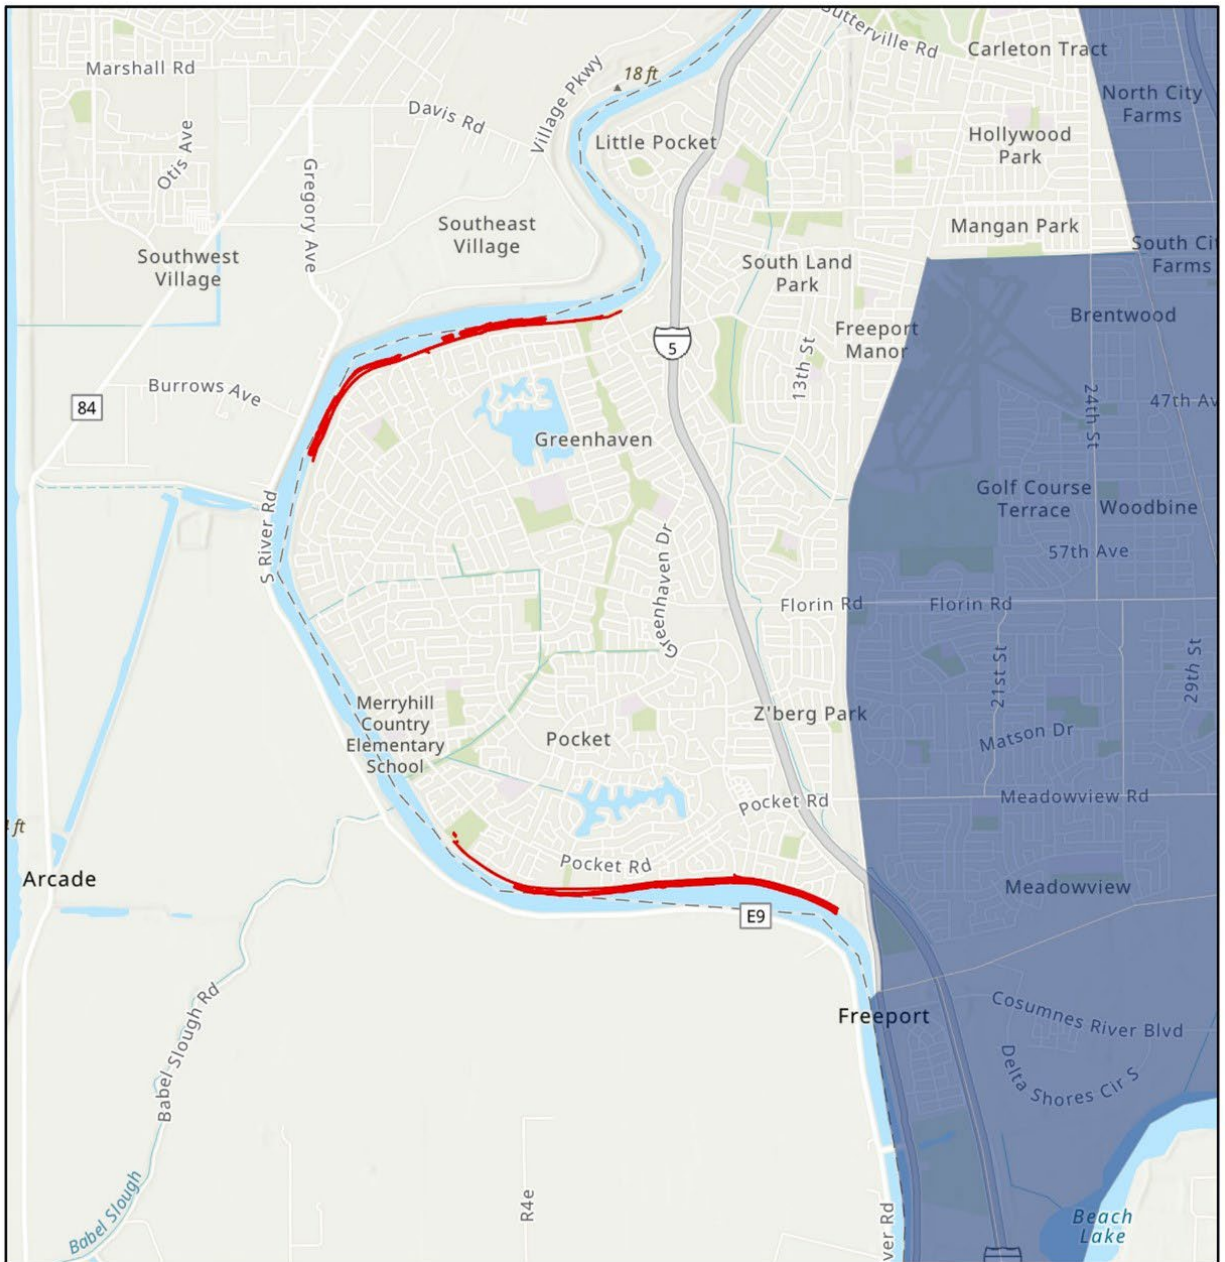 Sutterville Rd
Carleton Tract
Marshall Rd
18 ft
Village Pkwy
North City
Farms
Davis Rd
Little Pocket
Hollywood
Park
Otis Ave
Gregory Ave
Southeast
Village
Mangan Park
Southwest
Village
South Land
Park
South Cit
Farms
Brentwood
Freeport
Manor
5
13th St
Burrows Ave
84
24th St
47th Av
Greenhaven
Golf Course
Terrace
Woodbine
S River Rd
57th Ave
Greenhaven Dr
Florin Rd
Florin Rd
21st St
29th St
Merryhill
Country
Elementary
School
Z'berg Park
Pocket
Matson Dr
Pocket Rd
Meadowview Rd
ft
Pocket Rd
Arcade
Meadowview
E9
Babel Slough Rd
Freeport
Cosumnes River Blvd
Delta Shores Cir S
Babel Slough
R4e
ver Rd
Beach
Lake